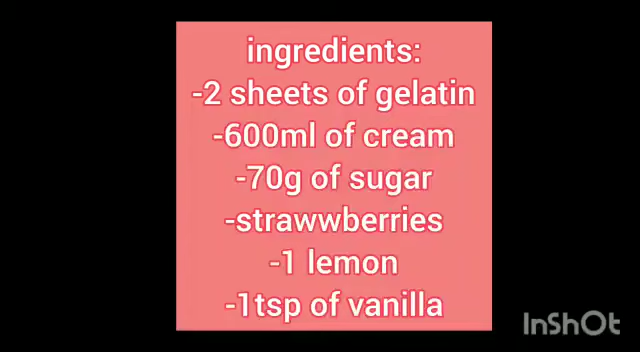 ingredients:
-2 sheets of gelatin
-600ml of cream
-70g of sugar
-strawwberries
-1 lemon
-1tsp of vanilla
InShOt